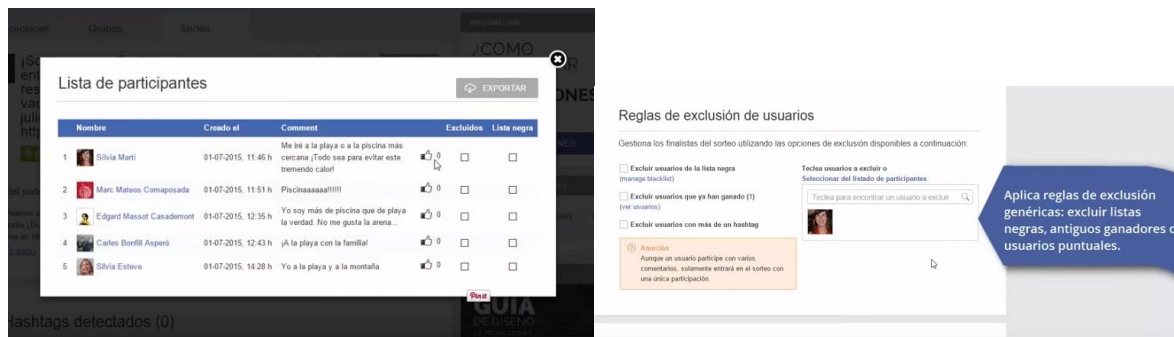 Grupos
Sorteo
¿CÓMO
Lista de participantes
EXPORTAR
Nombre Creado el Comment Excluidos Lista negra
1 Sílvia Martí 01-07-2015, 11:46 h Me iré a la playa o a la piscina más
cercana ¡Todo sea para evitar este
tremendo calor! 0
2 Marc Mateos Comaposada 01-07-2015, 11:51 h Piscinaaaaaa!!!!!! 0
3 Edgard Massot Casademont 01-07-2015, 12:35 h Yo soy más de piscina que de playa
la verdad. No me gusta la arena... 0
4 Carles Bonfill Asperó 01-07-2015, 12:43 h ¡A la playa con la familia! 0
5 Silvia Esteve 01-07-2015, 14:28 h Yo a la playa y a la montaña 0
Pin it
GUÍA
DE DISEÑO
Hashtags detectados (0)
Reglas de exclusión de usuarios
Gestiona los finalistas del sorteo utilizando las opciones de exclusión disponibles a continuación:
Excluir usuarios de la lista negra
(manage blacklist)
Excluir usuarios que ya han ganado (1)
(ver usuarios)
Excluir usuarios con más de un hashtag
Atención
Aunque un usuario participe con varios
comentarios, solamente entrará en el sorteo con
una única participación.
Teclea usuarios a excluir o
Seleccionar del listado de participantes
Teclea para encontrar un usuario a excluir
Aplica reglas de exclusión
genéricas: excluir listas
negras, antiguos ganadores o
usuarios puntuales.